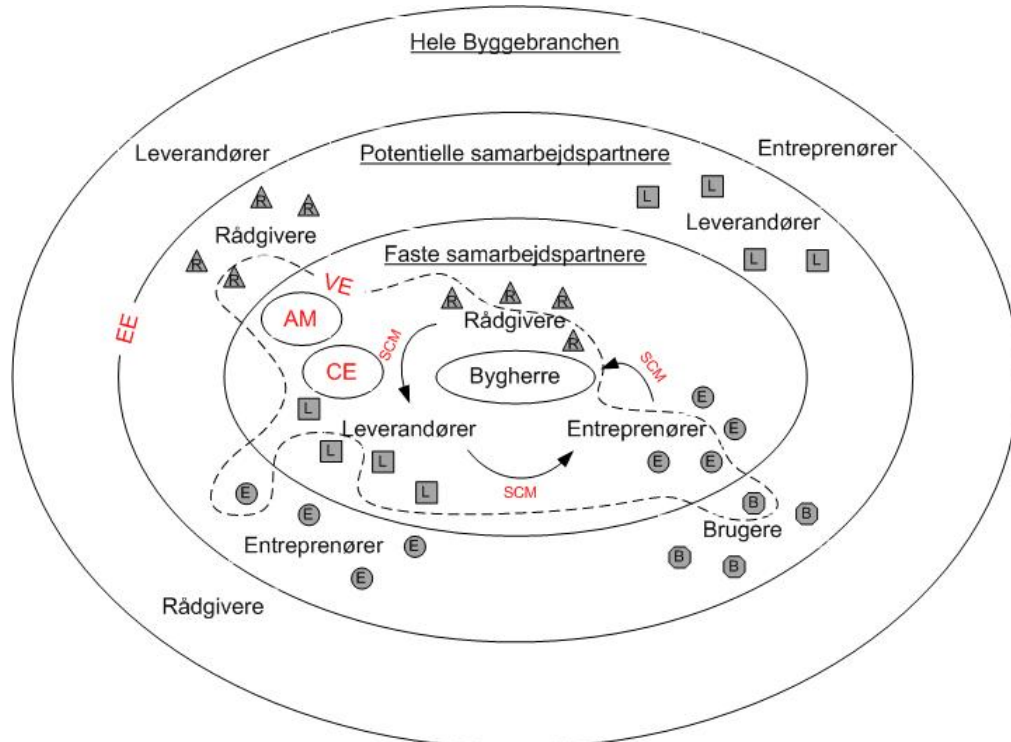 Hele Byggebranchen
Leverandører
Potentielle samarbejdspartnere
Entreprenører
L
L
R
R
Rådgivere
Leverandører
R
R
Faste samarbejdspartnere
L
L
VE
R
R
R
Rådgivere
EE
AM
R
SCM
CE
Bygherre
SCM
L
E
Leverandører
Entreprenører
E
L
L
E
E
SCM
L
E
B
B
E
Brugere
Entreprenører
E
B
B
E
Rådgivere